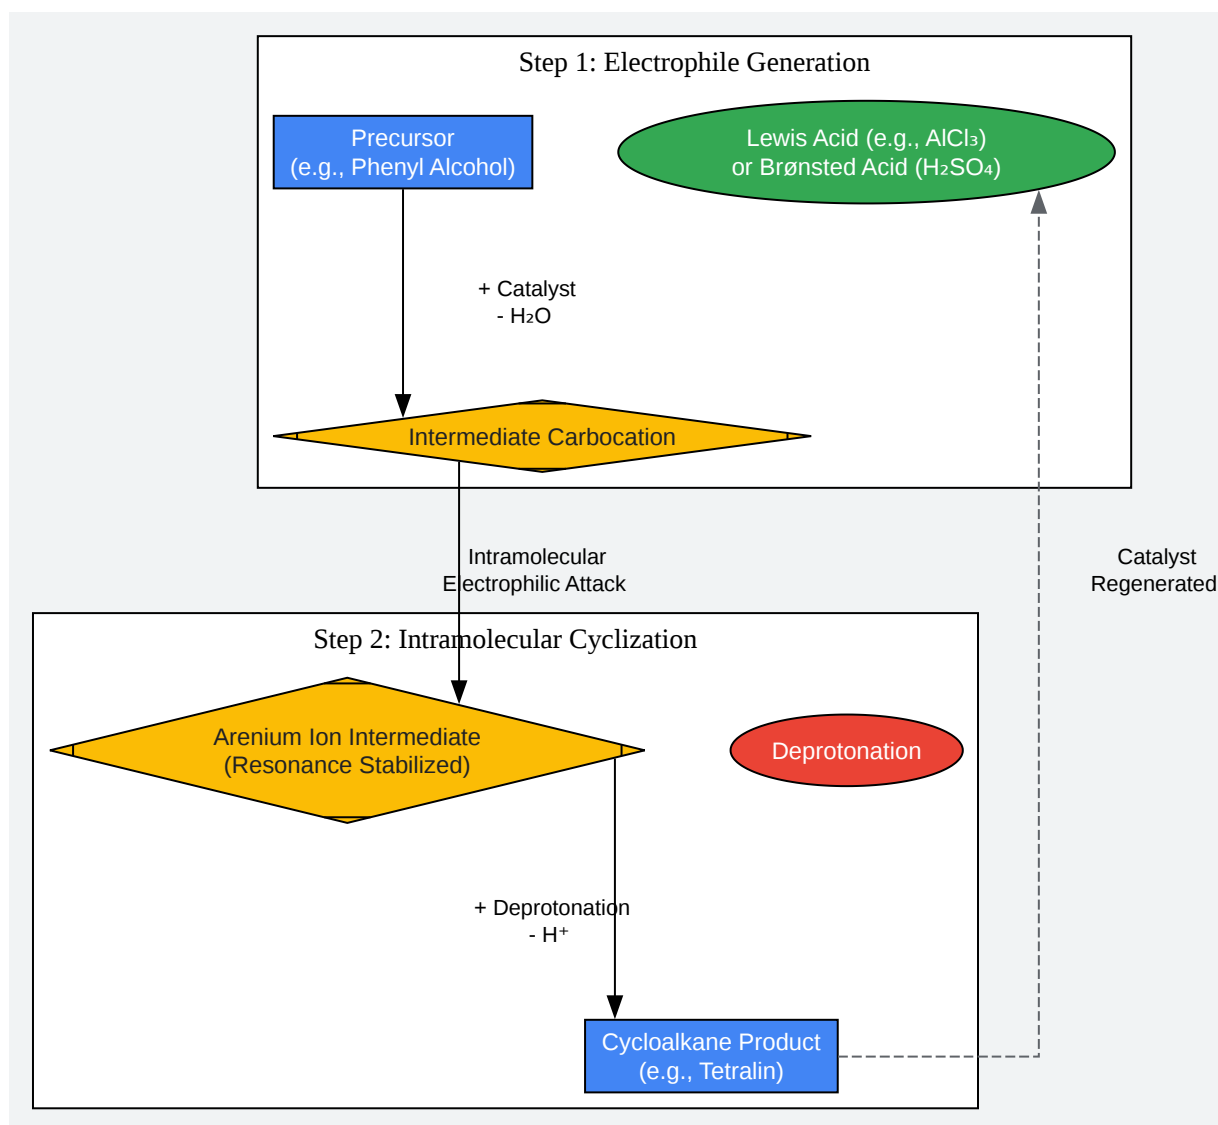 Step 1: Electrophile Generation
Precursor
(e.g., Phenyl Alcohol)
Lewis Acid (e.g., AlCl₃)
or Brønsted Acid (H₂SO₄)
+ Catalyst
- H₂O
Intermediate Carbocation
Intramolecular
Electrophilic Attack
Catalyst
Regenerated
Step 2: Intramolecular Cyclization
Arenium Ion Intermediate
(Resonance Stabilized)
Deprotonation
+ Deprotonation
- H⁺
Cycloalkane Product
(e.g., Tetralin)